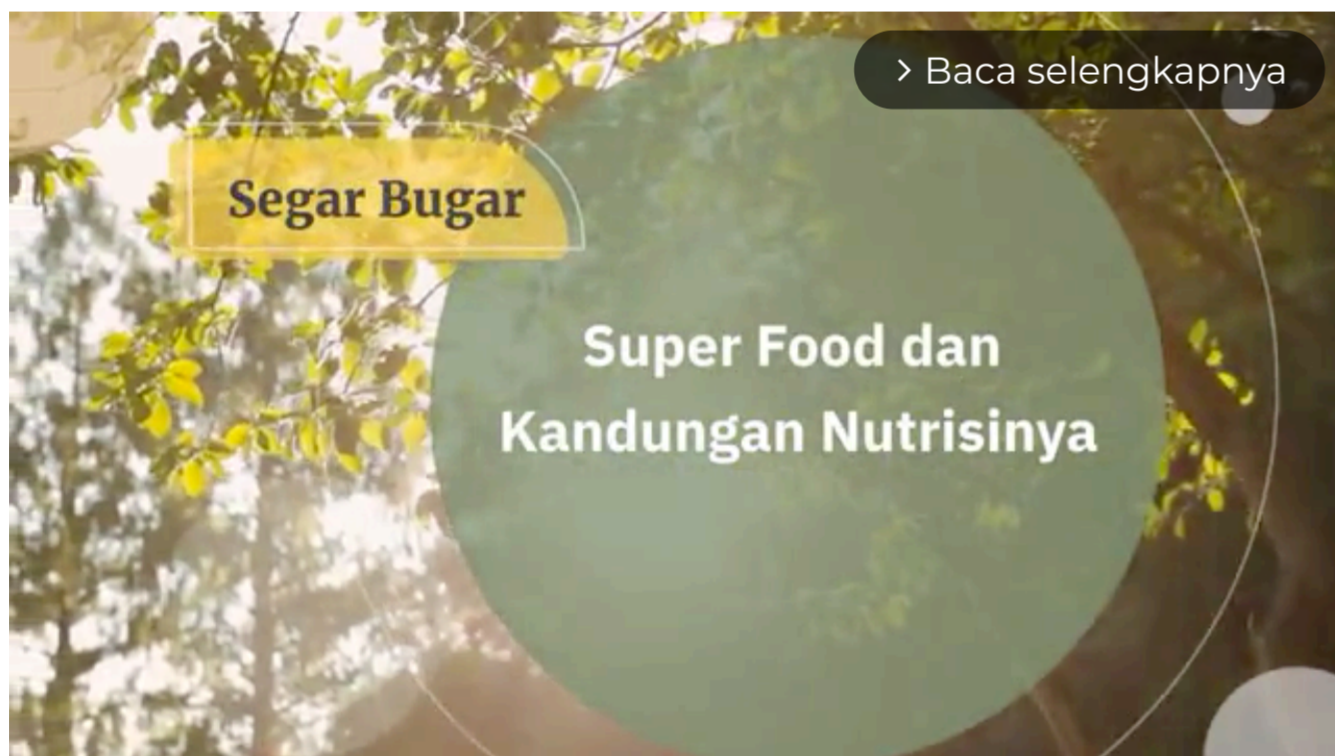 > Baca selengkapnya
Segar Bugar
Super Food dan
Kandungan Nutrisinya